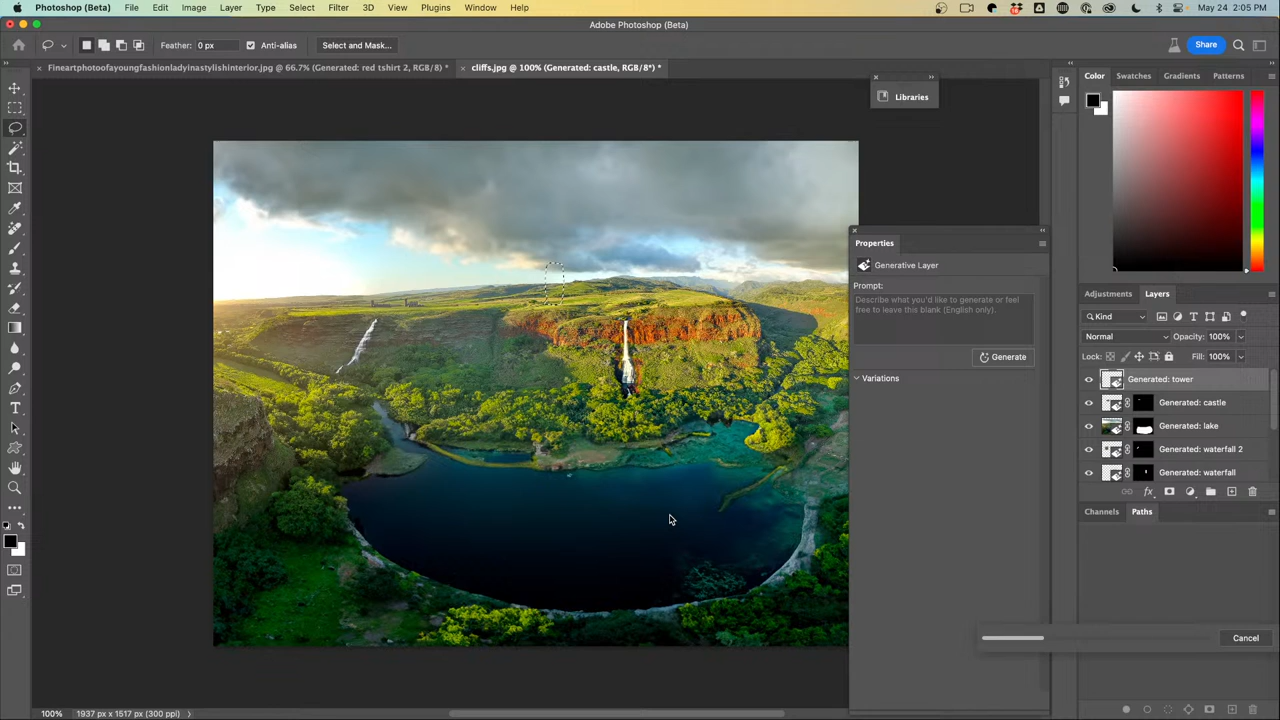 Photoshop (Beta) File Edit Image Layer Type Select Filter 3D View Plugins Window Help May 24 2:05 PM
Adobe Photoshop (Beta)
Feather: 0 px Anti-alias Select and Mask... Share
Fineartphotoofayoungfashionladyinastylishinterior.jpg @ 66.7% (Generated: red tshirt 2, RGB/8) * cliffs.jpg @ 100% (Generated: castle, RGB/8*) *
Color Swatches Gradients Patterns
Libraries
Properties
Generative Layer
Prompt:
Describe what you'd like to generate or feel
free to leave this blank (English only).
Generate
Variations
Adjustments Layers
Kind
Normal Opacity: 100%
Lock: Fill: 100%
Generated: tower
Generated: castle
Generated: lake
Generated: waterfall 2
Generated: waterfall
Channels Paths
Cancel
100% 1937 px x 1517 px (300 ppi)